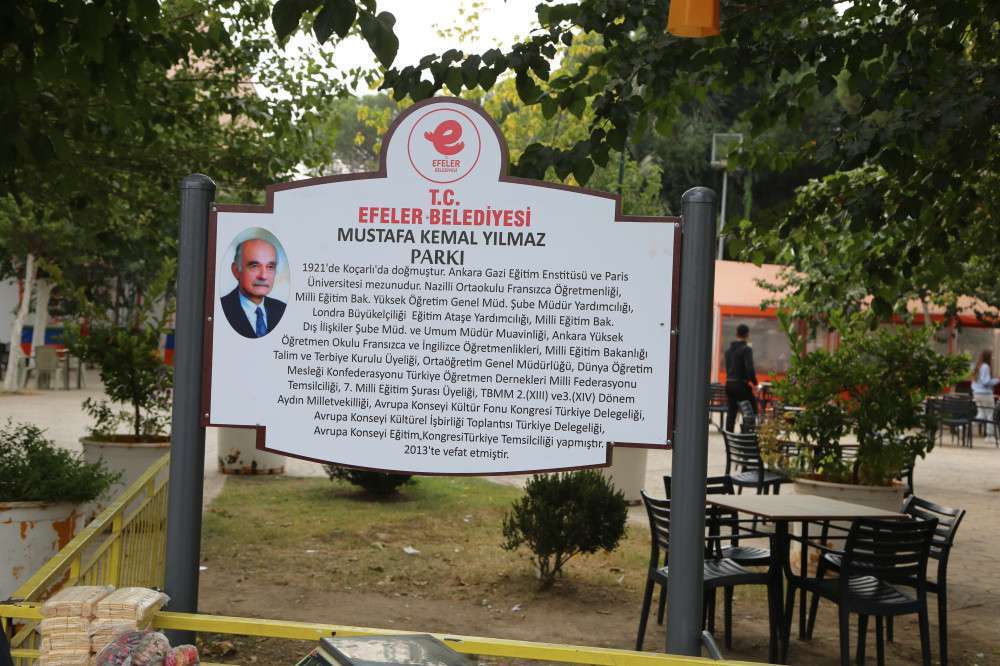 EFELER
BELEDİYESİ
T.C.
EFELER BELEDİYESİ
MUSTAFA KEMAL YILMAZ
PARKI
1921'de Koçarlı'da doğmuştur. Ankara Gazi Eğitim Enstitüsü ve Paris
Üniversitesi mezunudur. Nazilli Ortaokulu Fransızca Öğretmenliği,
Milli Eğitim Bak. Yüksek Öğretim Genel Müd. Şube Müdür Yardımcılığı,
Londra Büyükelçiliği Eğitim Ataşe Yardımcılığı, Milli Eğitim Bak.
Dış İlişkiler Şube Müd. ve Umum Müdür Muavinliği, Ankara Yüksek
Öğretmen Okulu Fransızca ve İngilizce Öğretmenlikleri, Milli Eğitim Bakanlığı
Talim ve Terbiye Kurulu Üyeliği, Ortaöğretim Genel Müdürlüğü, Dünya Öğretim
Mesleği Konfederasyonu Türkiye Öğretmen Dernekleri Milli Federasyonu
Temsilciliği, 7. Milli Eğitim Şurası Üyeliği, TBMM 2.(XIII) ve3.(XIV) Dönem
Aydın Milletvekilliği, Avrupa Konseyi Kültür Fonu Kongresi Türkiye Delegeliği,
Avrupa Konseyi Kültürel İşbirliği Toplantısı Türkiye Delegeliği,
Avrupa Konseyi Eğitim,KongresiTürkiye Temsilciliği yapmıştır.
2013'te vefat etmiştir.